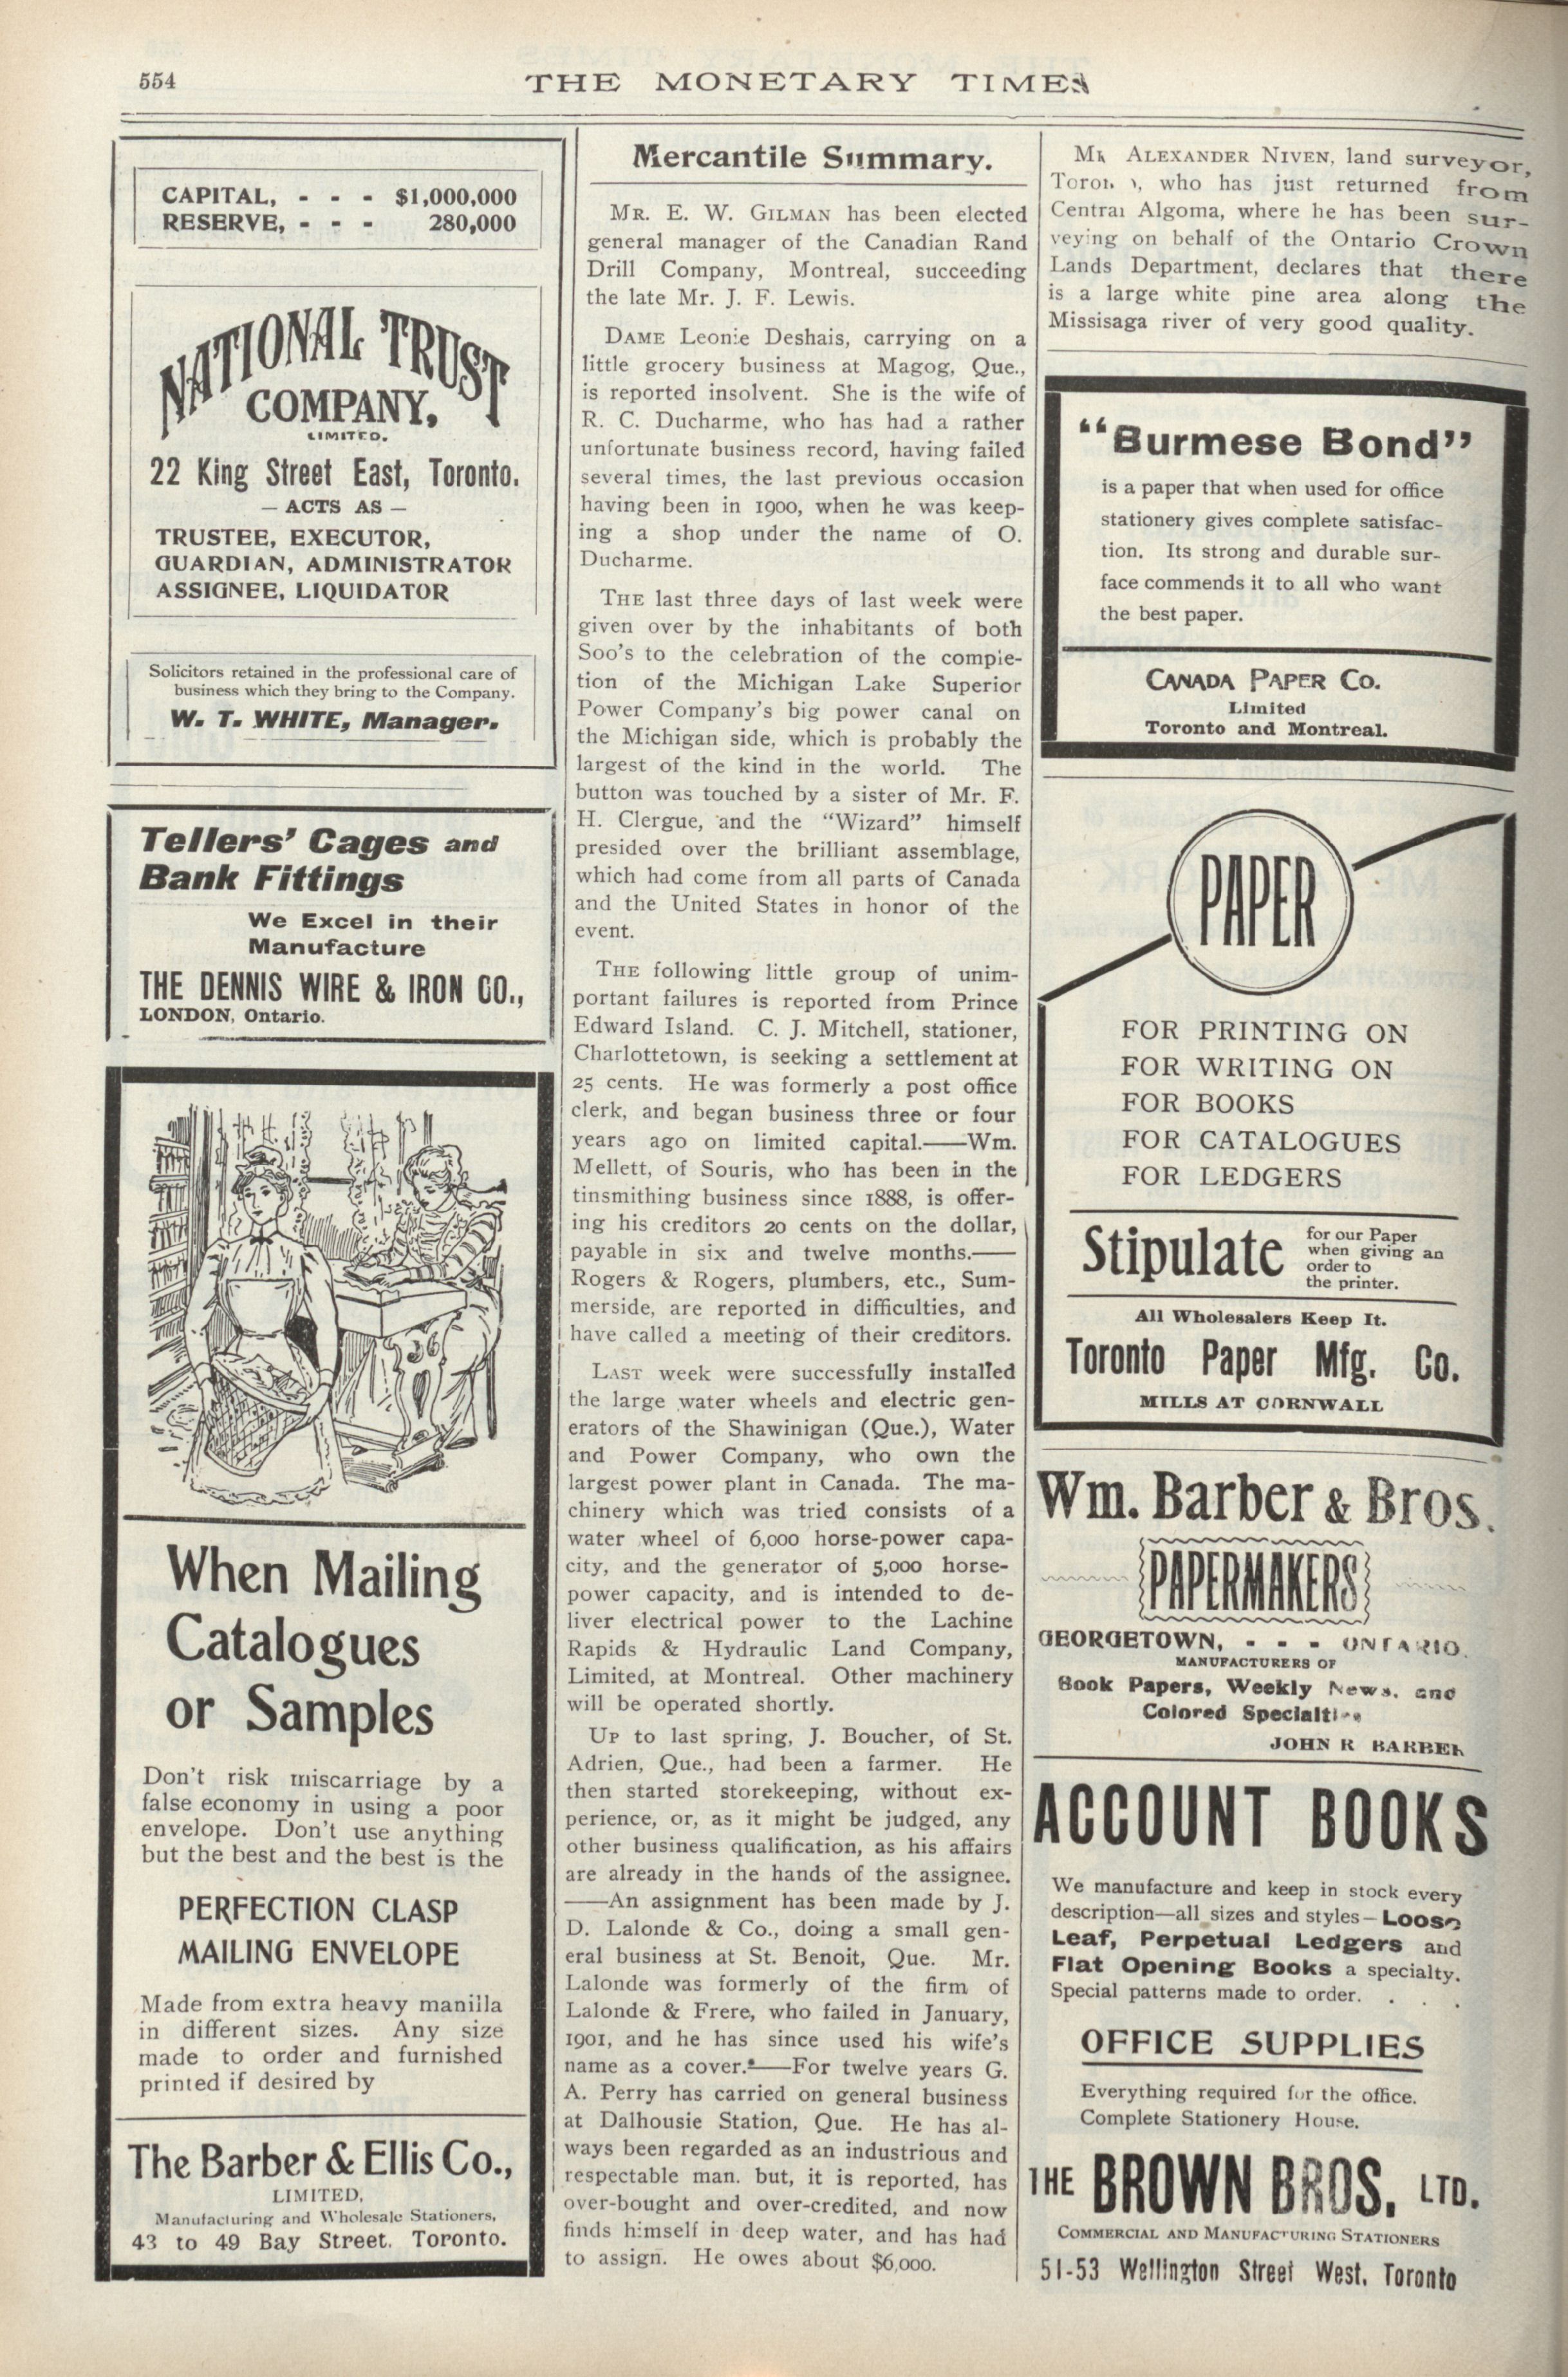 554
THE MONETARY TIMES
CAPITAL, - - - $1,000,000
RESERVE, - - - 280,000
NATIONAL TRUST
COMPANY,
LIMITED.
22 King Street East, Toronto.
— ACTS AS —
TRUSTEE, EXECUTOR,
GUARDIAN, ADMINISTRATOR
ASSIGNEE, LIQUIDATOR
Solicitors retained in the professional care of
business which they bring to the Company.
W. T. WHITE, Manager.
Tellers' Cages and
Bank Fittings
We Excel in their
Manufacture
THE DENNIS WIRE & IRON CO.,
LONDON, Ontario.
When Mailing
Catalogues
or Samples
Don't risk miscarriage by a
false economy in using a poor
envelope. Don't use anything
but the best and the best is the
PERFECTION CLASP
MAILING ENVELOPE
Made from extra heavy manilla
in different sizes. Any size
made to order and furnished
printed if desired by
The Barber & Ellis Co.,
LIMITED,
Manufacturing and Wholesale Stationers,
43 to 49 Bay Street, Toronto.
Mercantile Summary.
MR. E. W. GILMAN has been elected
general manager of the Canadian Rand
Drill Company, Montreal, succeeding
the late Mr. J. F. Lewis.
DAME Leonie Deshais, carrying on a
little grocery business at Magog, Que.,
is reported insolvent. She is the wife of
R. C. Ducharme, who has had a rather
unfortunate business record, having failed
several times, the last previous occasion
having been in 1900, when he was keep-
ing a shop under the name of O.
Ducharme.
THE last three days of last week were
given over by the inhabitants of both
Soo's to the celebration of the comple-
tion of the Michigan Lake Superior
Power Company's big power canal on
the Michigan side, which is probably the
largest of the kind in the world. The
button was touched by a sister of Mr. F.
H. Clergue, and the "Wizard" himself
presided over the brilliant assemblage,
which had come from all parts of Canada
and the United States in honor of the
event.
THE following little group of unim-
portant failures is reported from Prince
Edward Island. C. J. Mitchell, stationer,
Charlottetown, is seeking a settlement at
25 cents. He was formerly a post office
clerk, and began business three or four
years ago on limited capital.——Wm.
Mellett, of Souris, who has been in the
tinsmithing business since 1888, is offer-
ing his creditors 20 cents on the dollar,
payable in six and twelve months.——
Rogers & Rogers, plumbers, etc., Sum-
merside, are reported in difficulties, and
have called a meeting of their creditors.
LAST week were successfully installed
the large water wheels and electric gen-
erators of the Shawinigan (Que.), Water
and Power Company, who own the
largest power plant in Canada. The ma-
chinery which was tried consists of a
water wheel of 6,000 horse-power capa-
city, and the generator of 5,000 horse-
power capacity, and is intended to de-
liver electrical power to the Lachine
Rapids & Hydraulic Land Company,
Limited, at Montreal. Other machinery
will be operated shortly.
UP to last spring, J. Boucher, of St.
Adrien, Que., had been a farmer. He
then started storekeeping, without ex-
perience, or, as it might be judged, any
other business qualification, as his affairs
are already in the hands of the assignee.
——An assignment has been made by J.
D. Lalonde & Co., doing a small gen-
eral business at St. Benoit, Que. Mr.
Lalonde was formerly of the firm of
Lalonde & Frere, who failed in January,
1901, and he has since used his wife's
name as a cover.——For twelve years G.
A. Perry has carried on general business
at Dalhousie Station, Que. He has al-
ways been regarded as an industrious and
respectable man. but, it is reported, has
over-bought and over-credited, and now
finds himself in deep water, and has had
to assign. He owes about $6,000.
MR ALEXANDER NIVEN, land surveyor,
Toronto, who has just returned from
Central Algoma, where he has been sur-
veying on behalf of the Ontario Crown
Lands Department, declares that there
is a large white pine area along the
Missisaga river of very good quality.
"Burmese Bond"
is a paper that when used for office
stationery gives complete satisfac-
tion. Its strong and durable sur-
face commends it to all who want
the best paper.
CANADA PAPER CO.
Limited
Toronto and Montreal.
PAPER
FOR PRINTING ON
FOR WRITING ON
FOR BOOKS
FOR CATALOGUES
FOR LEDGERS
Stipulate for our Paper
when giving an
order to
the printer.
All Wholesalers Keep It.
Toronto Paper Mfg. Co.
MILLS AT CORNWALL
Wm. Barber & Bros.
PAPERMAKERS
GEORGETOWN, - - - ONTARIO.
MANUFACTURERS OF
Book Papers, Weekly News, and
Colored Specialties
JOHN R BARBER
ACCOUNT BOOKS
We manufacture and keep in stock every
description—all sizes and styles—Loose
Leaf, Perpetual Ledgers and
Flat Opening Books a specialty.
Special patterns made to order. . . .
OFFICE SUPPLIES
Everything required for the office.
Complete Stationery House.
THE BROWN BROS. LTD.
COMMERCIAL AND MANUFACTURING STATIONERS
51-53 Wellington Street West, Toronto